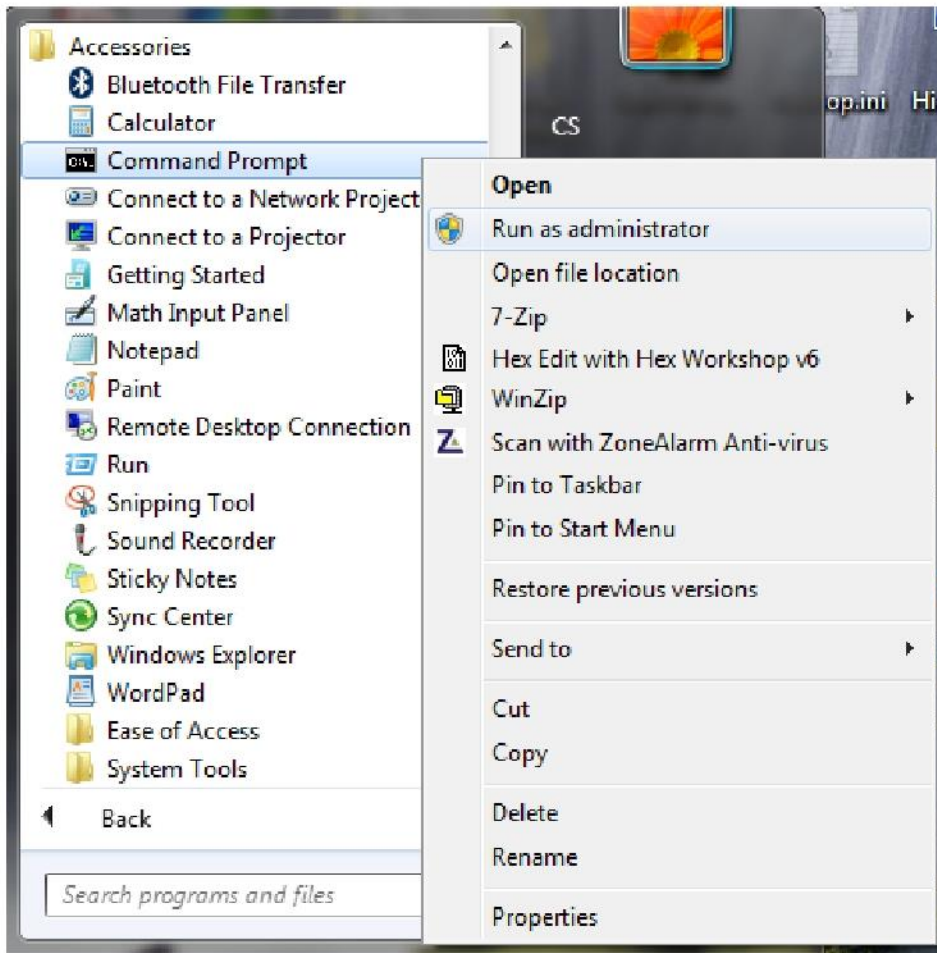 Accessories
Bluetooth File Transfer
Calculator
Command Prompt
Connect to a Network Project
Connect to a Projector
Getting Started
Math Input Panel
Notepad
Paint
Remote Desktop Connection
Run
Snipping Tool
Sound Recorder
Sticky Notes
Sync Center
Windows Explorer
WordPad
Ease of Access
System Tools
Back
Search programs and files
CS
op.ini Hi
Open
Run as administrator
Open file location
7-Zip
Hex Edit with Hex Workshop v6
WinZip
Scan with ZoneAlarm Anti-virus
Pin to Taskbar
Pin to Start Menu
Restore previous versions
Send to
Cut
Copy
Delete
Rename
Properties